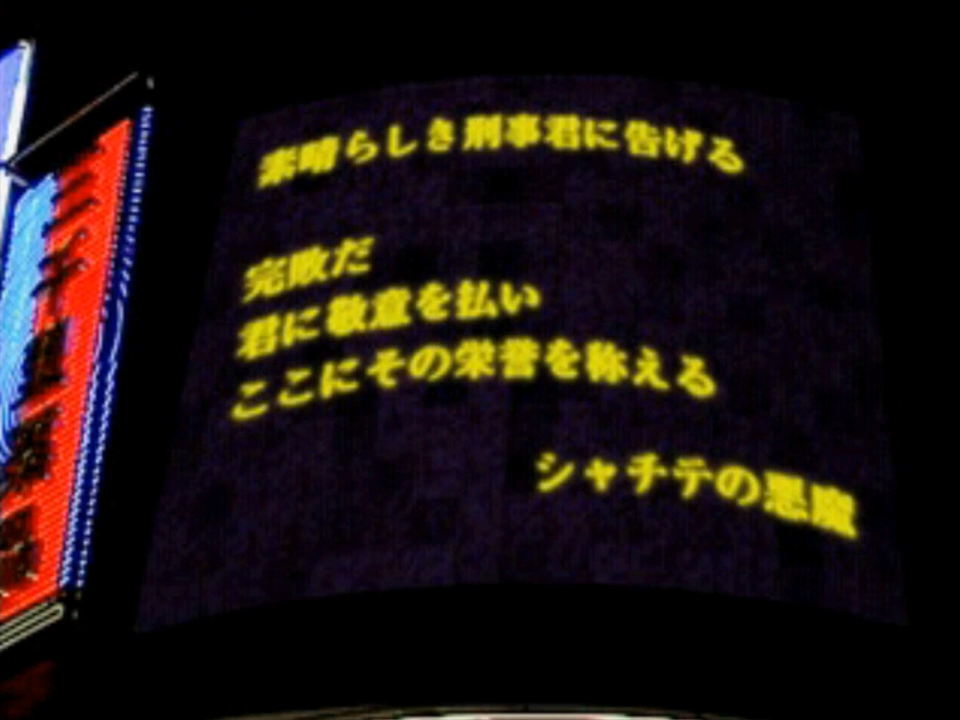 素晴らしき刑事君に告げる
完敗だ
君に敬意を払い
ここにその栄誉を称える
シャチテの悪魔